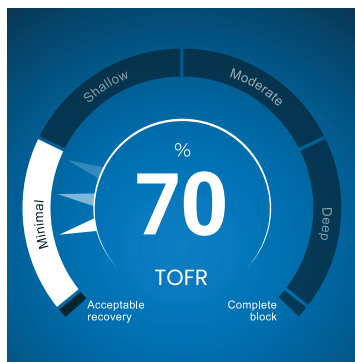 Shallow
Moderate
Minimal
Deep
%
70
TOFR
Acceptable
recovery
Complete
block